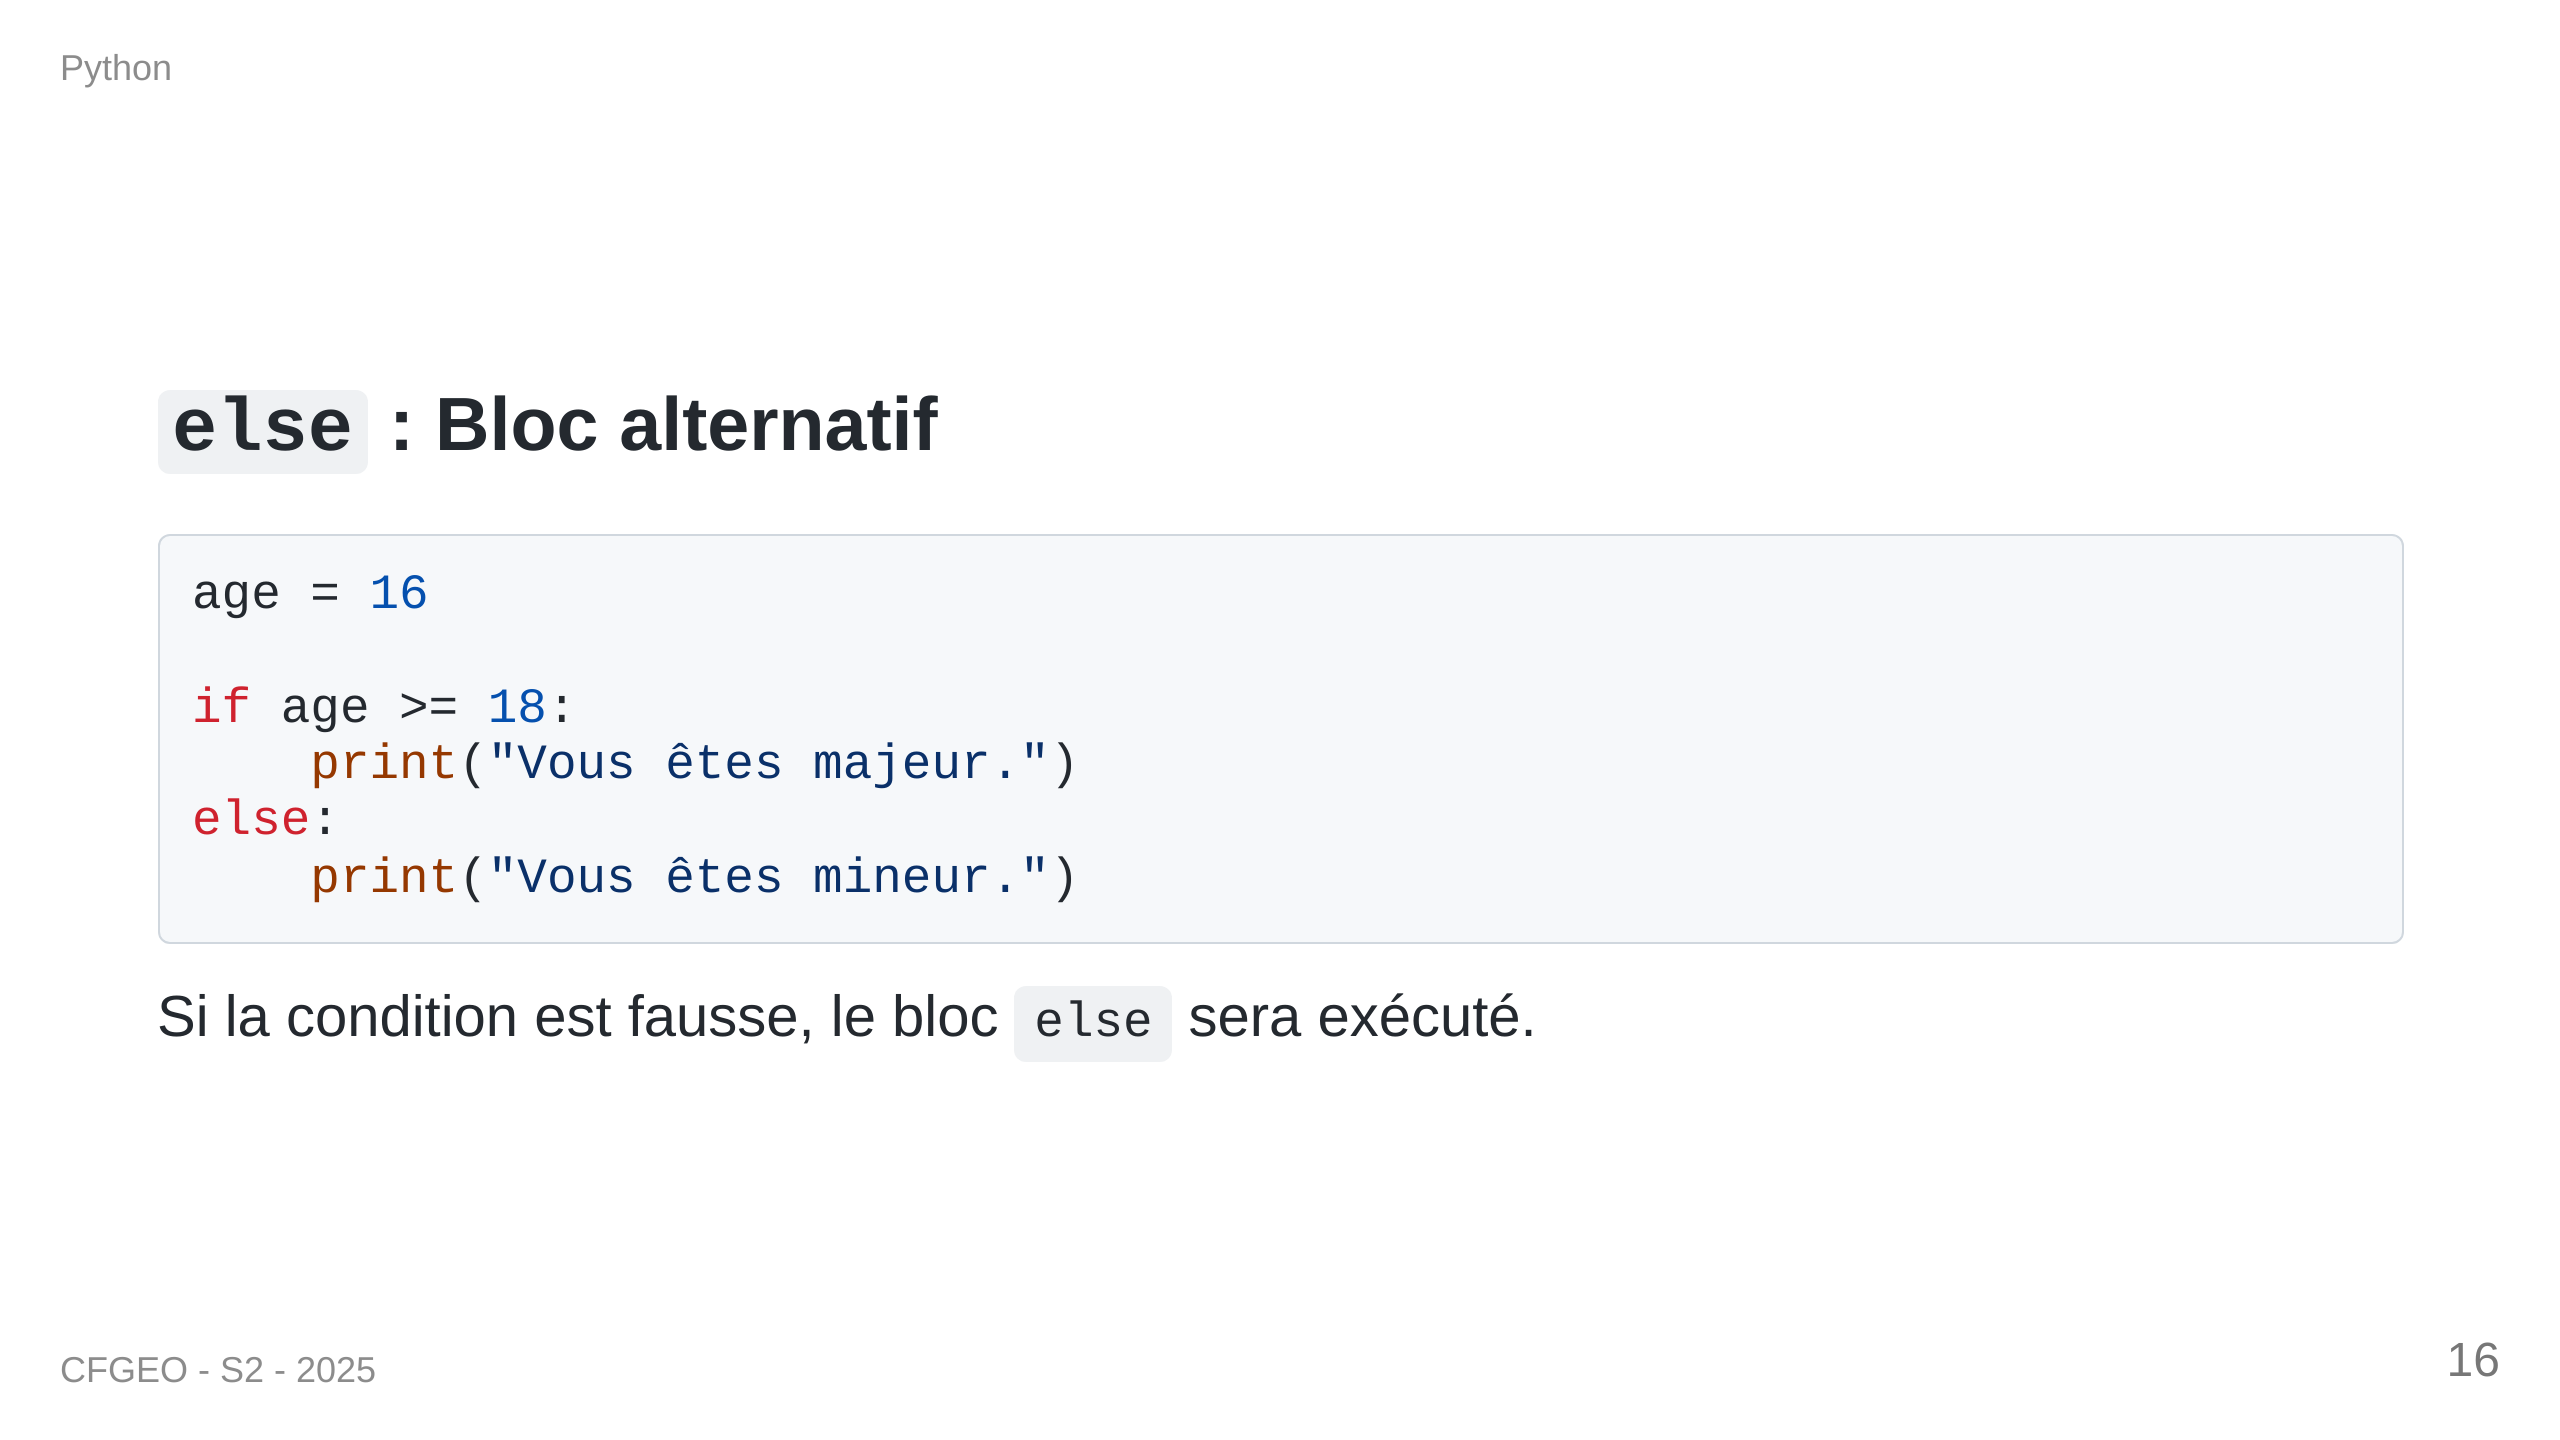 Python
else : Bloc alternatif
age = 16

if age >= 18:
    print("Vous êtes majeur.")
else:
    print("Vous êtes mineur.")
Si la condition est fausse, le bloc else sera exécuté.
CFGEO - S2 - 2025
16